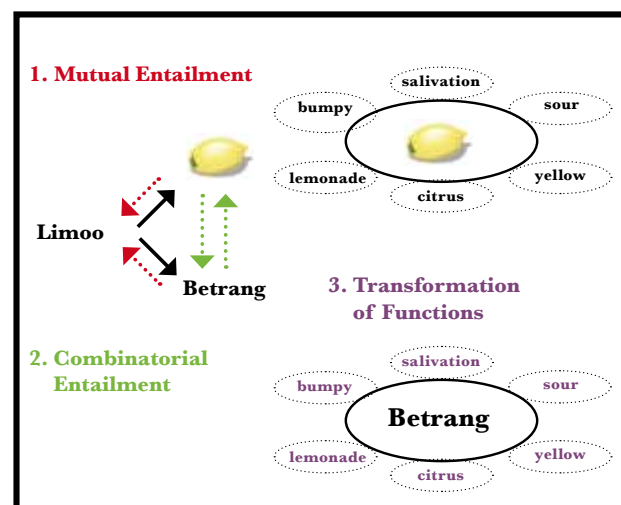 1. Mutual Entailment
salivation
bumpy
sour
lemonade
yellow
citrus
Limoo
Betrang
3. Transformation
of Functions
2. Combinatorial
Entailment
salivation
bumpy
sour
Betrang
lemonade
yellow
citrus